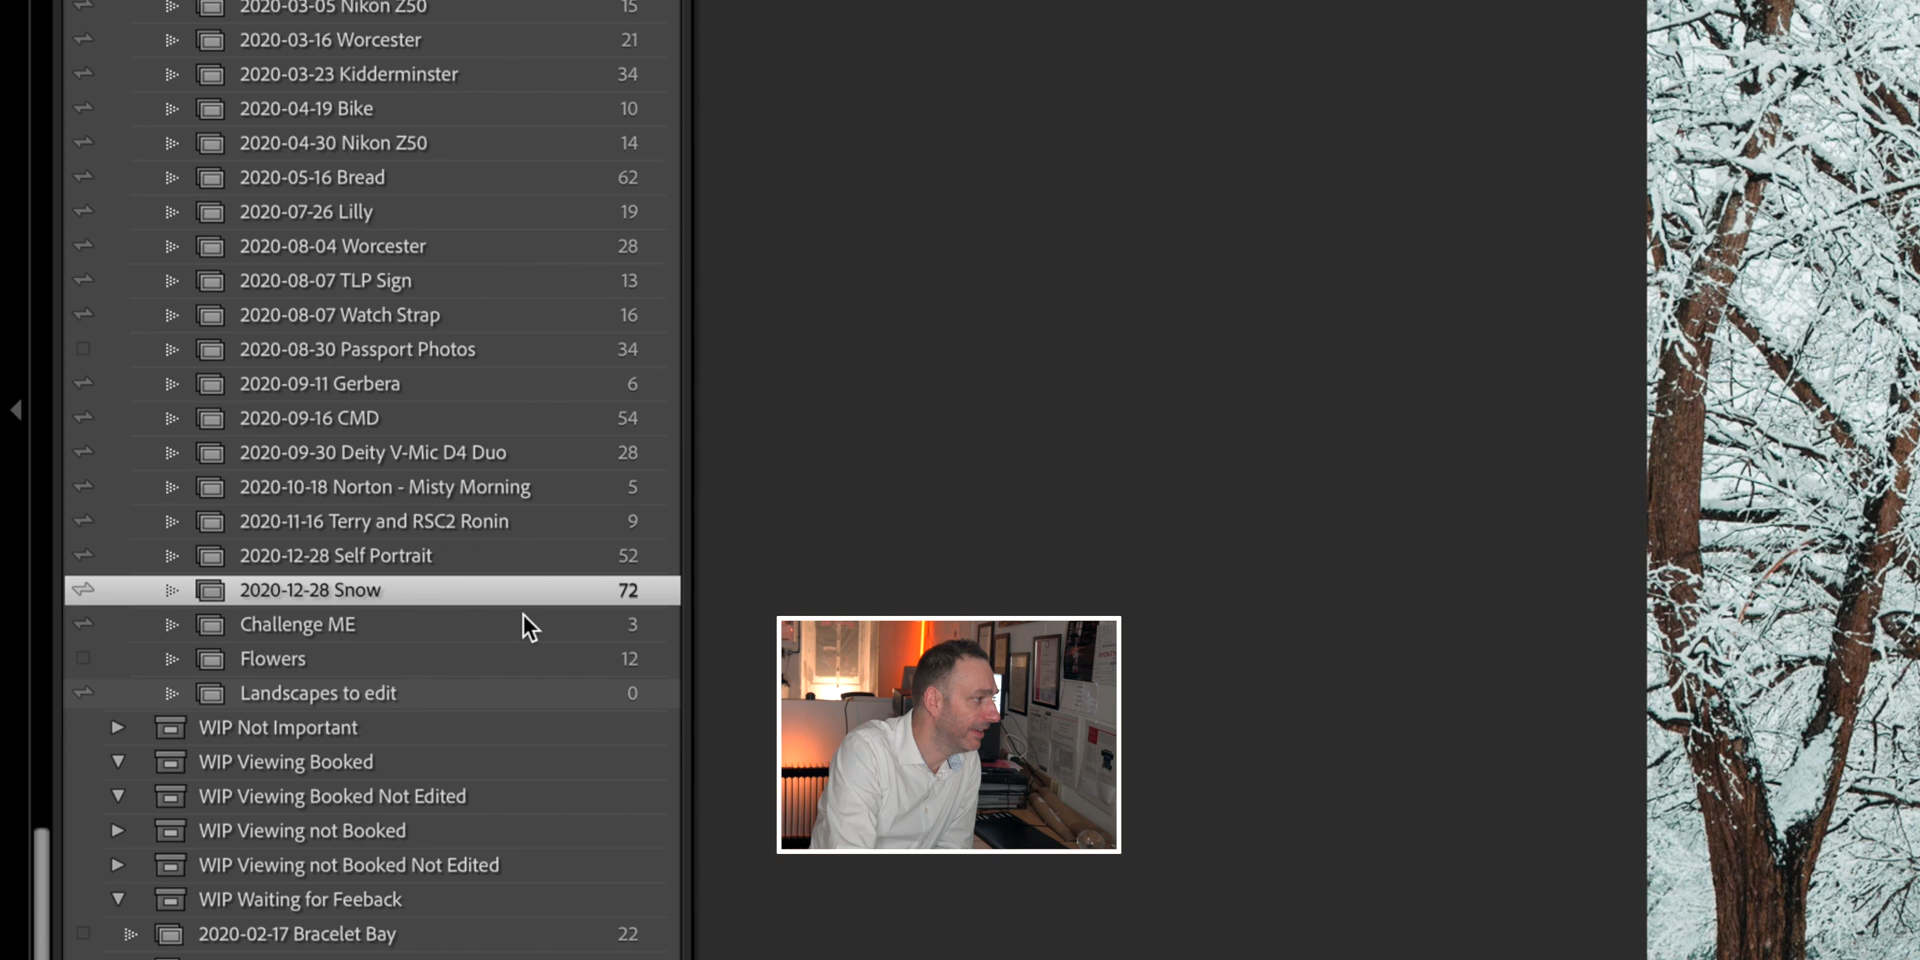 2020-03-05 Nikon Z50 15
2020-03-16 Worcester 21
2020-03-23 Kidderminster 34
2020-04-19 Bike 10
2020-04-30 Nikon Z50 14
2020-05-16 Bread 62
2020-07-26 Lilly 19
2020-08-04 Worcester 28
2020-08-07 TLP Sign 13
2020-08-07 Watch Strap 16
2020-08-30 Passport Photos 34
2020-09-11 Gerbera 6
2020-09-16 CMD 54
2020-09-30 Deity V-Mic D4 Duo 28
2020-10-18 Norton - Misty Morning 5
2020-11-16 Terry and RSC2 Ronin 9
2020-12-28 Self Portrait 52
2020-12-28 Snow 72
Challenge ME 3
Flowers 12
Landscapes to edit 0
WIP Not Important
WIP Viewing Booked
WIP Viewing Booked Not Edited
WIP Viewing not Booked
WIP Viewing not Booked Not Edited
WIP Waiting for Feeback
2020-02-17 Bracelet Bay 22